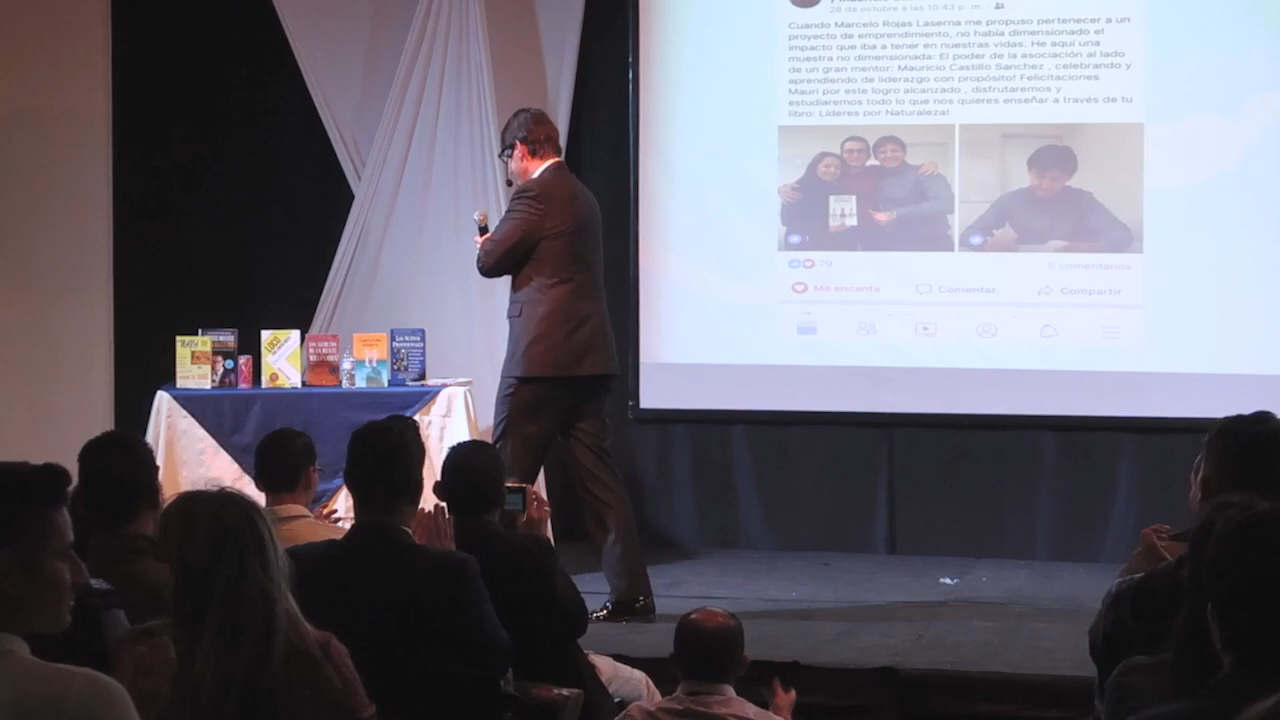 28 de octubre a las 10:43 p. m.
Cuando Marcelo Rojas Laserna me propuso pertenecer a un
proyecto de emprendimiento, no había dimensionado el
impacto que iba a tener en nuestras vidas. He aquí una
muestra no dimensionada: El poder de la asociación al lado
de un gran mentor: Mauricio Castillo Sanchez , celebrando y
aprendiendo de liderazgo con propósito! Felicitaciones
Mauri por este logro alcanzado , disfrutaremos y
estudiaremos todo lo que nos quieres enseñar a través de tu
libro: Líderes por Naturaleza!
79
5 comentarios
Me encanta
Comentar
Compartir
LOCO
LOS SECRETOS
DE LA MENTE
MILLONARIA